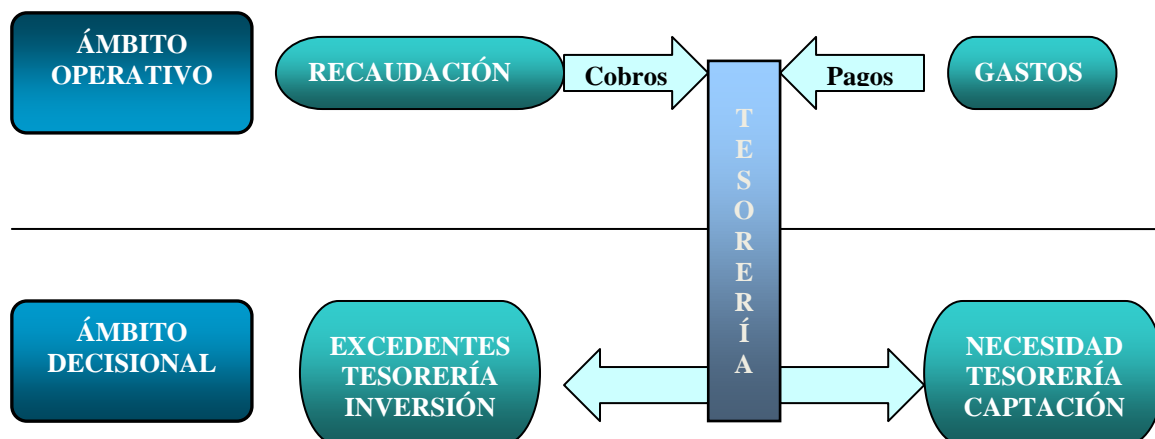 ÁMBITO
OPERATIVO
RECAUDACIÓN
Cobros
Pagos
GASTOS
T
E
S
O
R
E
R
Í
A
ÁMBITO
DECISIONAL
EXCEDENTES
TESORERÍA
INVERSIÓN
NECESIDAD
TESORERÍA
CAPTACIÓN